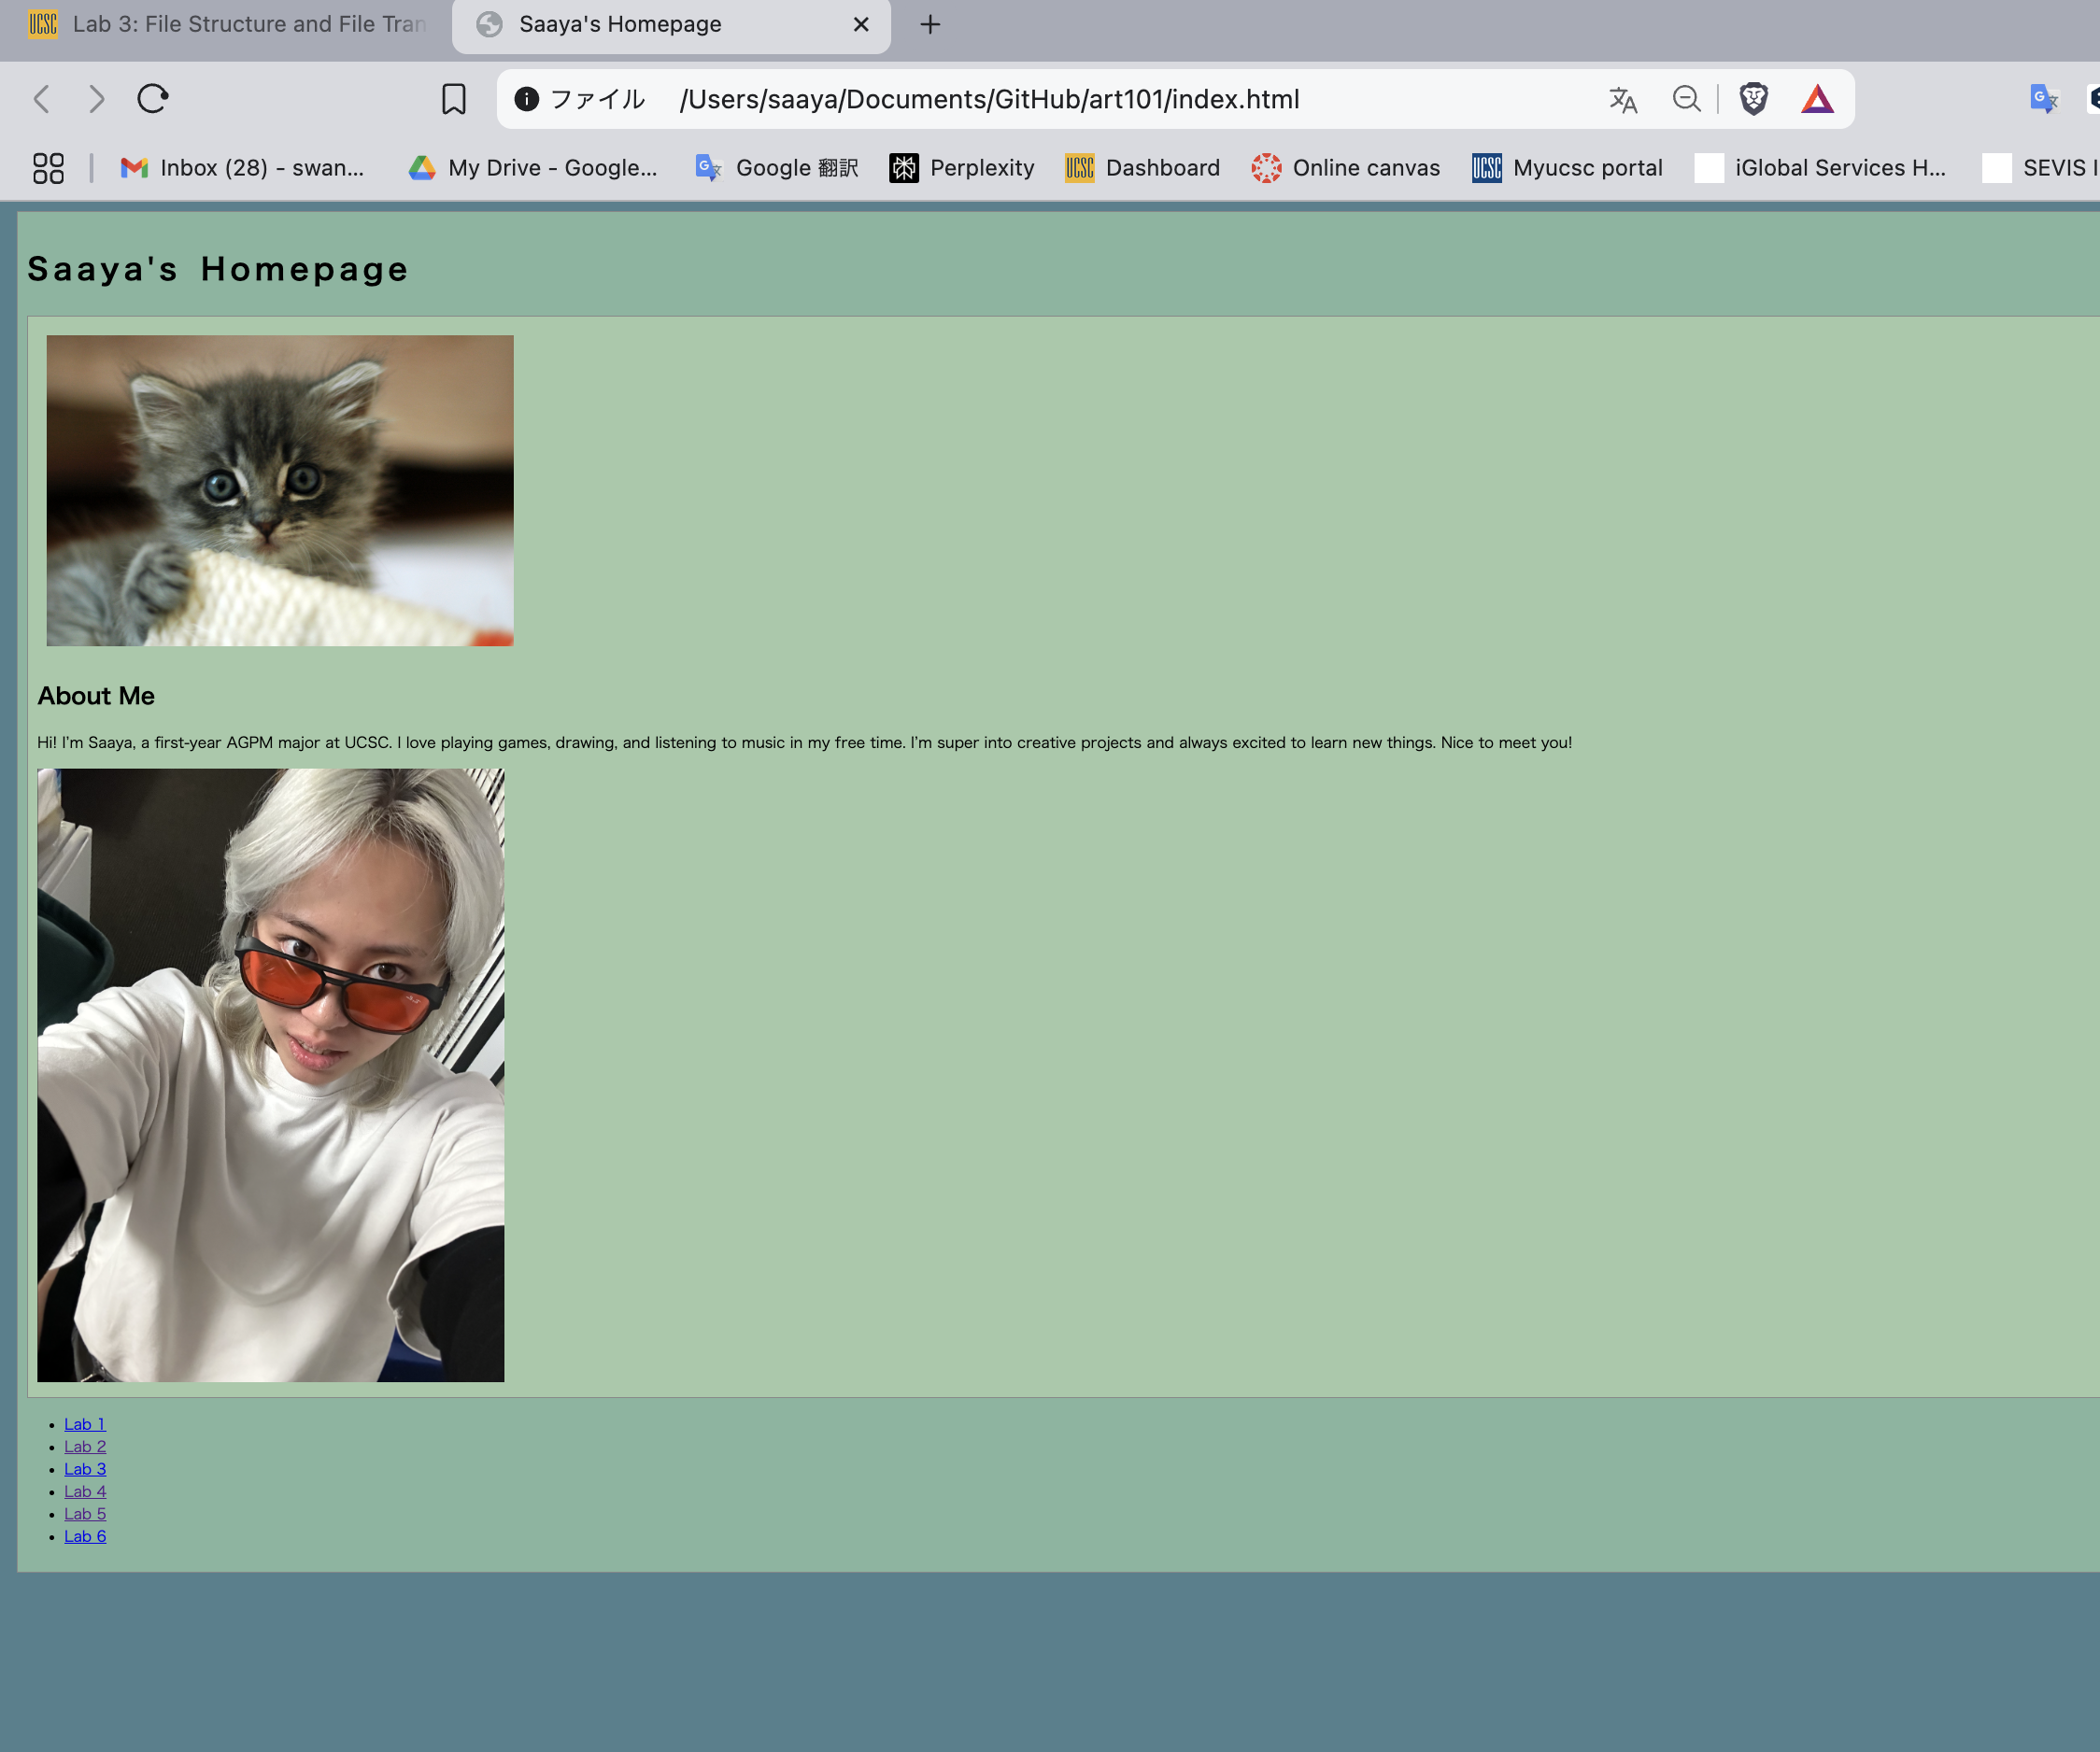 UCSC Lab 3: File Structure and File Tran
Saaya's Homepage
ファイル /Users/saaya/Documents/GitHub/art101/index.html
Inbox (28) - swan... My Drive - Google... Google 翻訳 Perplexity UCSC Dashboard Online canvas UCSC Myucsc portal iGlobal Services H... SEVIS I
Saaya's Homepage
About Me
Hi! I'm Saaya, a first-year AGPM major at UCSC. I love playing games, drawing, and listening to music in my free time. I'm super into creative projects and always excited to learn new things. Nice to meet you!
• Lab 1
• Lab 2
• Lab 3
• Lab 4
• Lab 5
• Lab 6